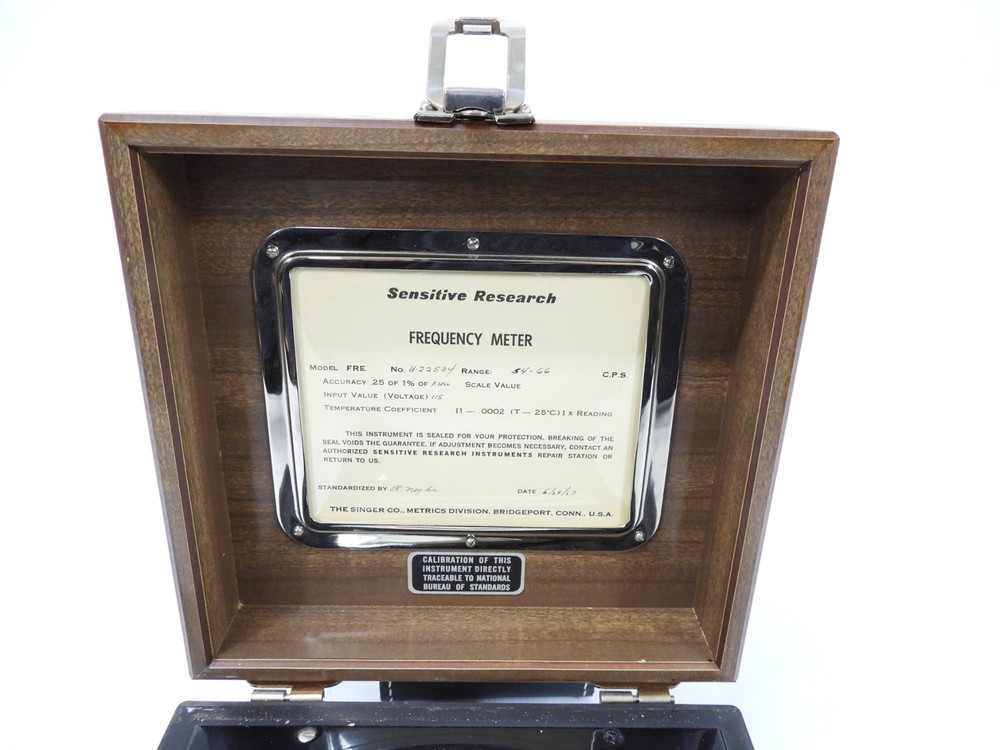 Sensitive Research
FREQUENCY METER
MODEL FRE No. U-22534 RANGE: 54-66 C.P.S.
ACCURACY .25 OF 1% OF FULL SCALE VALUE
INPUT VALUE (VOLTAGE) 115
TEMPERATURE COEFFICIENT [1 — .0002 (T — 25°C)] X READING
THIS INSTRUMENT IS SEALED FOR YOUR PROTECTION. BREAKING OF THE
SEAL VOIDS THE GUARANTEE. IF ADJUSTMENT BECOMES NECESSARY, CONTACT AN
AUTHORIZED SENSITIVE RESEARCH INSTRUMENTS REPAIR STATION OR
RETURN TO US.
STANDARDIZED BY DATE
THE SINGER CO., METRICS DIVISION, BRIDGEPORT, CONN., U.S.A.
CALIBRATION OF THIS
INSTRUMENT DIRECTLY
TRACEABLE TO NATIONAL
BUREAU OF STANDARDS